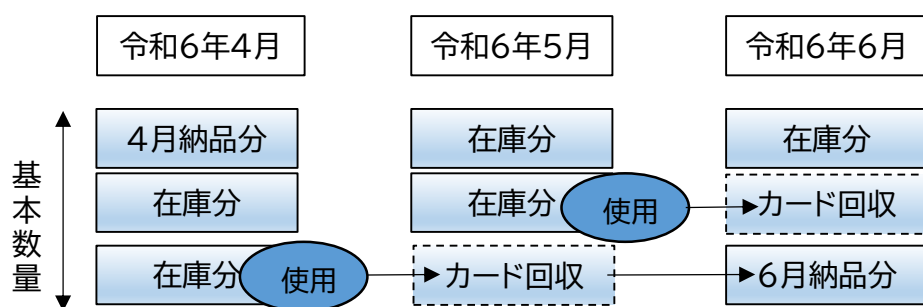 令和6年4月
令和6年5月
令和6年6月
基本数量
4月納品分
在庫分
在庫分
在庫分
在庫分
使用
カード回収
在庫分
使用
カード回収
6月納品分